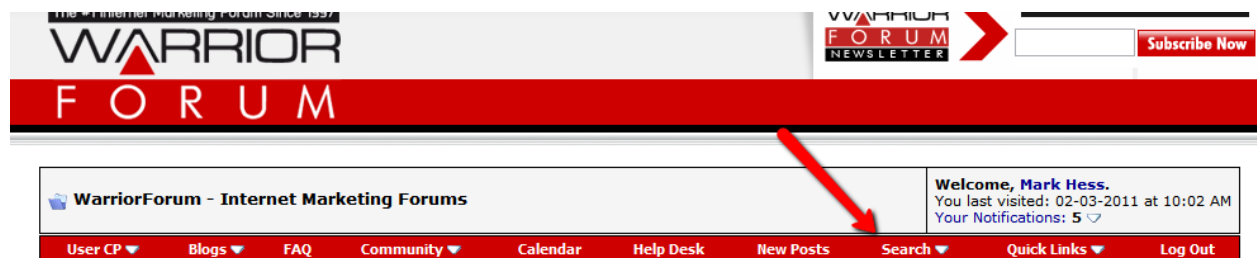 The #1 Internet Marketing Forum Since 1997
WARRIOR
FORUM
WARRIOR
FORUM
NEWSLETTER
Subscribe Now
WarriorForum - Internet Marketing Forums
Welcome, Mark Hess.
You last visited: 02-03-2011 at 10:02 AM
Your Notifications: 5
User CP Blogs FAQ Community Calendar Help Desk New Posts Search Quick Links Log Out